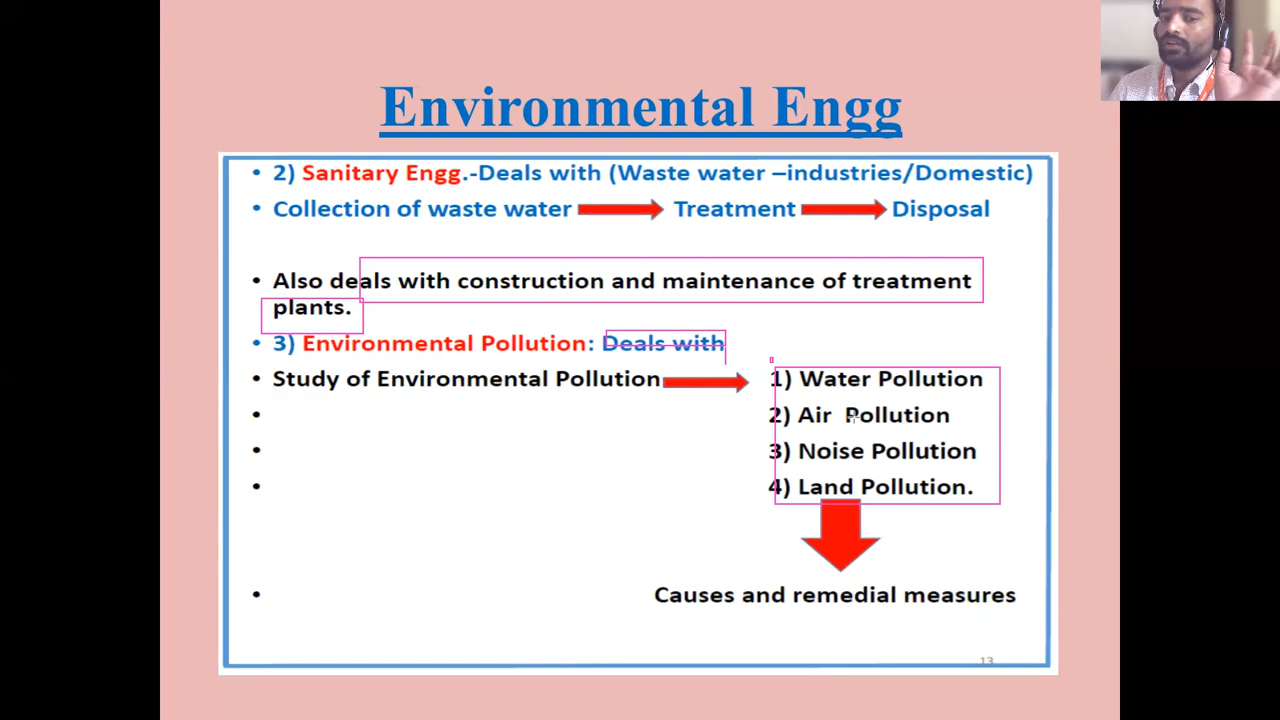 Environmental Engg
• 2) Sanitary Engg.-Deals with (Waste water –industries/Domestic)
• Collection of waste water Treatment Disposal
• Also deals with construction and maintenance of treatment
plants.
• 3) Environmental Pollution: Deals with
• Study of Environmental Pollution 1) Water Pollution
• 2) Air Pollution
• 3) Noise Pollution
• 4) Land Pollution.
• Causes and remedial measures
13